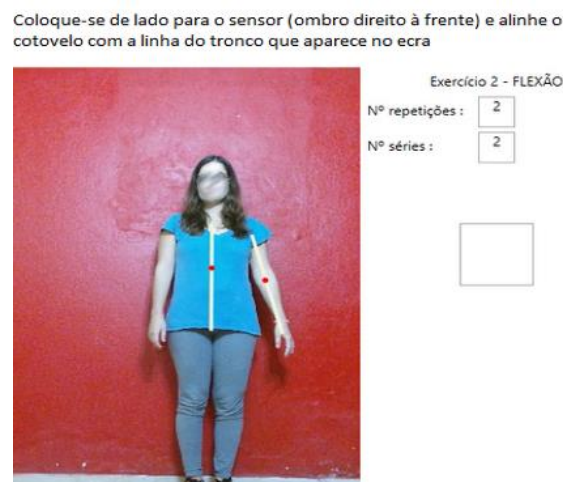 Coloque-se de lado para o sensor (ombro direito à frente) e alinhe o
cotovelo com a linha do tronco que aparece no ecra
Exercício 2 - FLEXÃO
Nº repetições : 2
Nº séries : 2